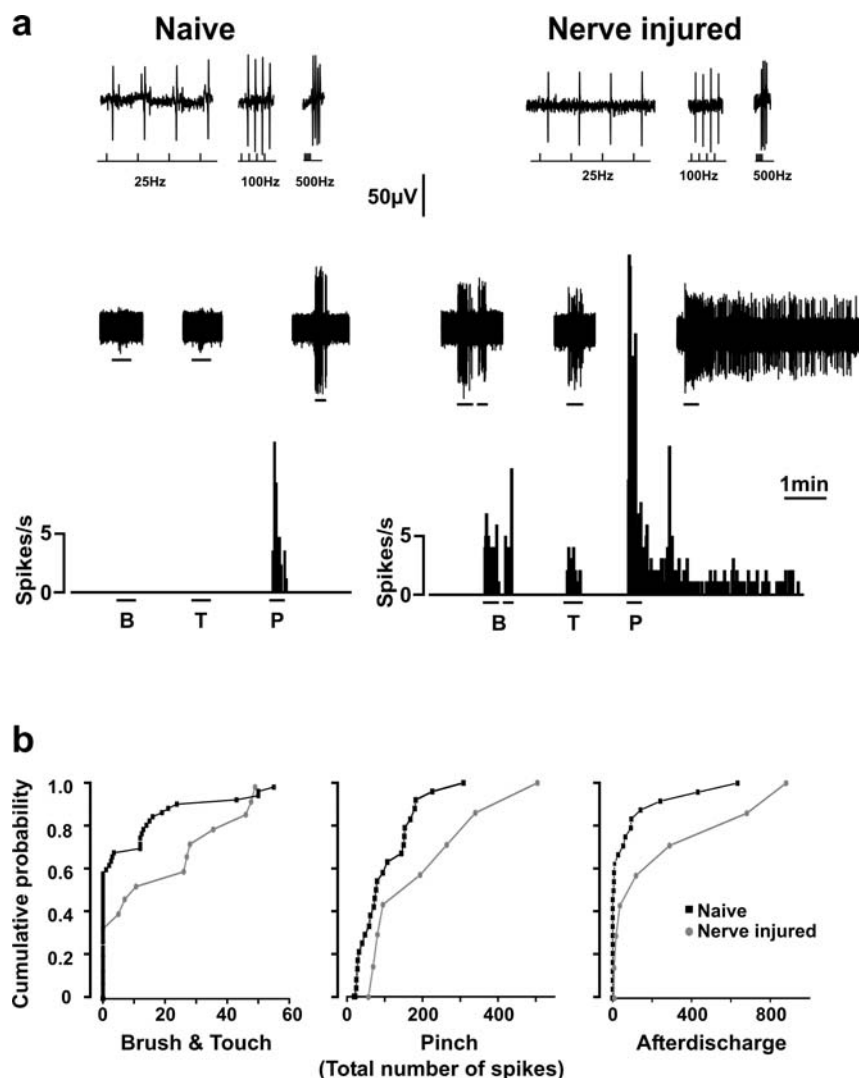 a
Naive
Nerve injured
25Hz 100Hz 500Hz
25Hz 100Hz 500Hz
50μV
1min
Spikes/s
5
0
B T P
Spikes/s
5
0
B T P
b
Cumulative probability
1.0
0.8
0.6
0.4
0.2
0
0 20 40 60
Brush & Touch
0 200 400
Pinch
(Total number of spikes)
0 400 800
Afterdischarge
Naive
Nerve injured